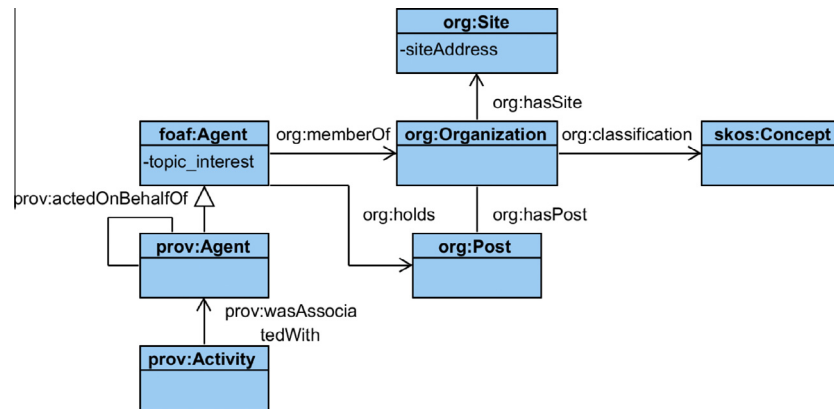 org:Site
-siteAddress
org:hasSite
foaf:Agent
org:memberOf
org:Organization
org:classification
skos:Concept
-topic_interest
prov:actedOnBehalfOf
org:holds
org:hasPost
prov:Agent
org:Post
prov:wasAssocia
tedWith
prov:Activity